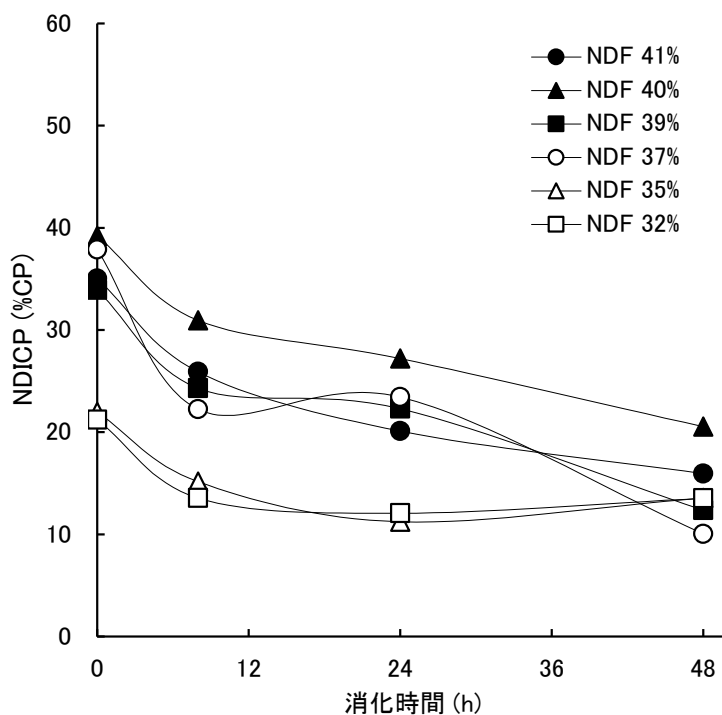 60
50
40
30
20
10
0
NDICP (%CP)
NDF 41%
NDF 40%
NDF 39%
NDF 37%
NDF 35%
NDF 32%
0 12 24 36 48
消化時間 (h)